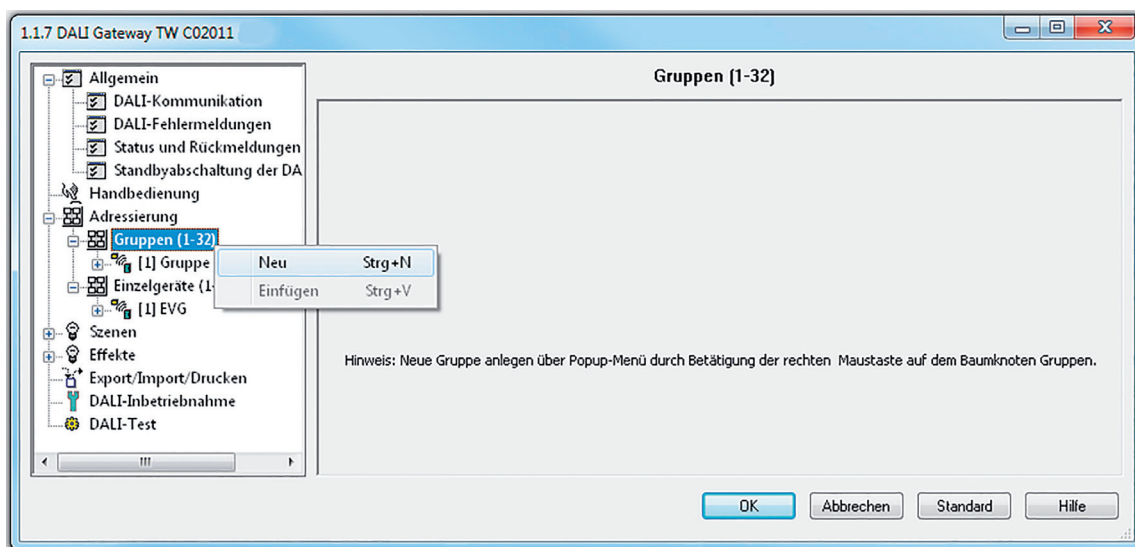 1.1.7 DALI Gateway TW C02011
Allgemein
DALI-Kommunikation
DALI-Fehlermeldungen
Status und Rückmeldungen
Standbyabschaltung der DA
Handbedienung
Adressierung
Gruppen (1-32)
[1] Gruppe
Einzelgeräte (1-
[1] EVG
Szenen
Effekte
Export/Import/Drucken
DALI-Inbetriebnahme
DALI-Test
Neu Strg+N
Einfügen Strg+V
Gruppen (1-32)
Hinweis: Neue Gruppe anlegen über Popup-Menü durch Betätigung der rechten Maustaste auf dem Baumknoten Gruppen.
OK Abbrechen Standard Hilfe